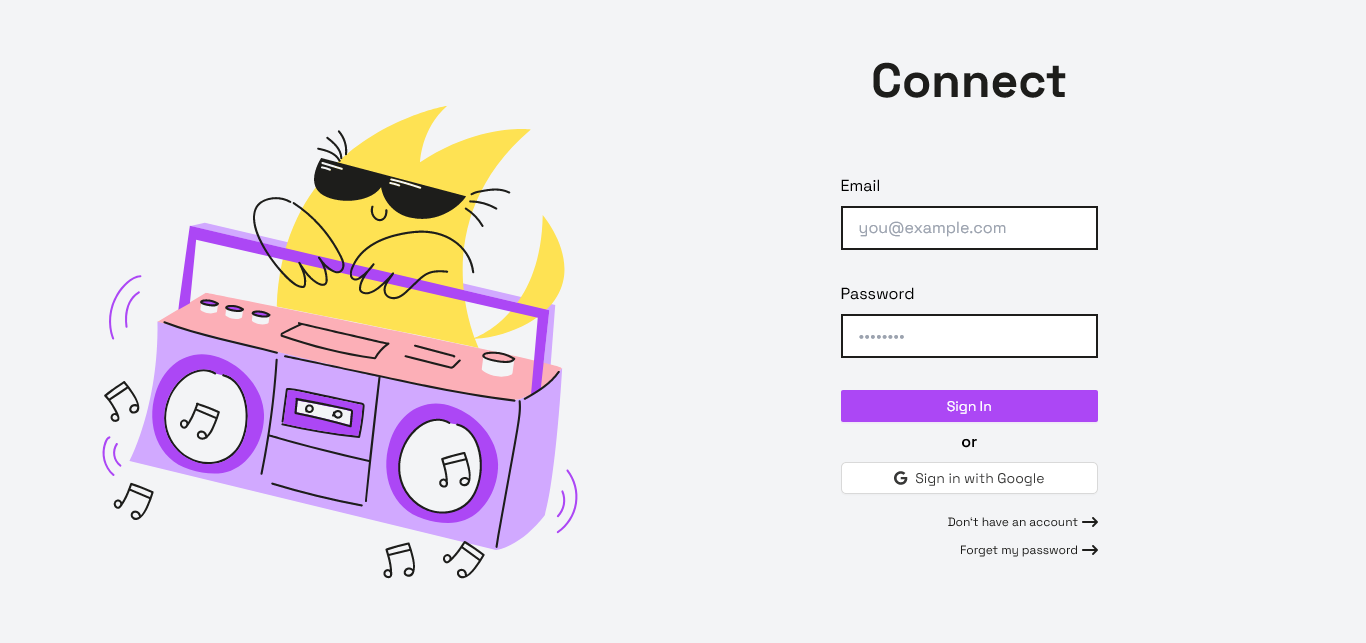 Connect
Email
you@example.com
Password
••••••••
Sign In
or
Sign in with Google
Don't have an account
Forget my password